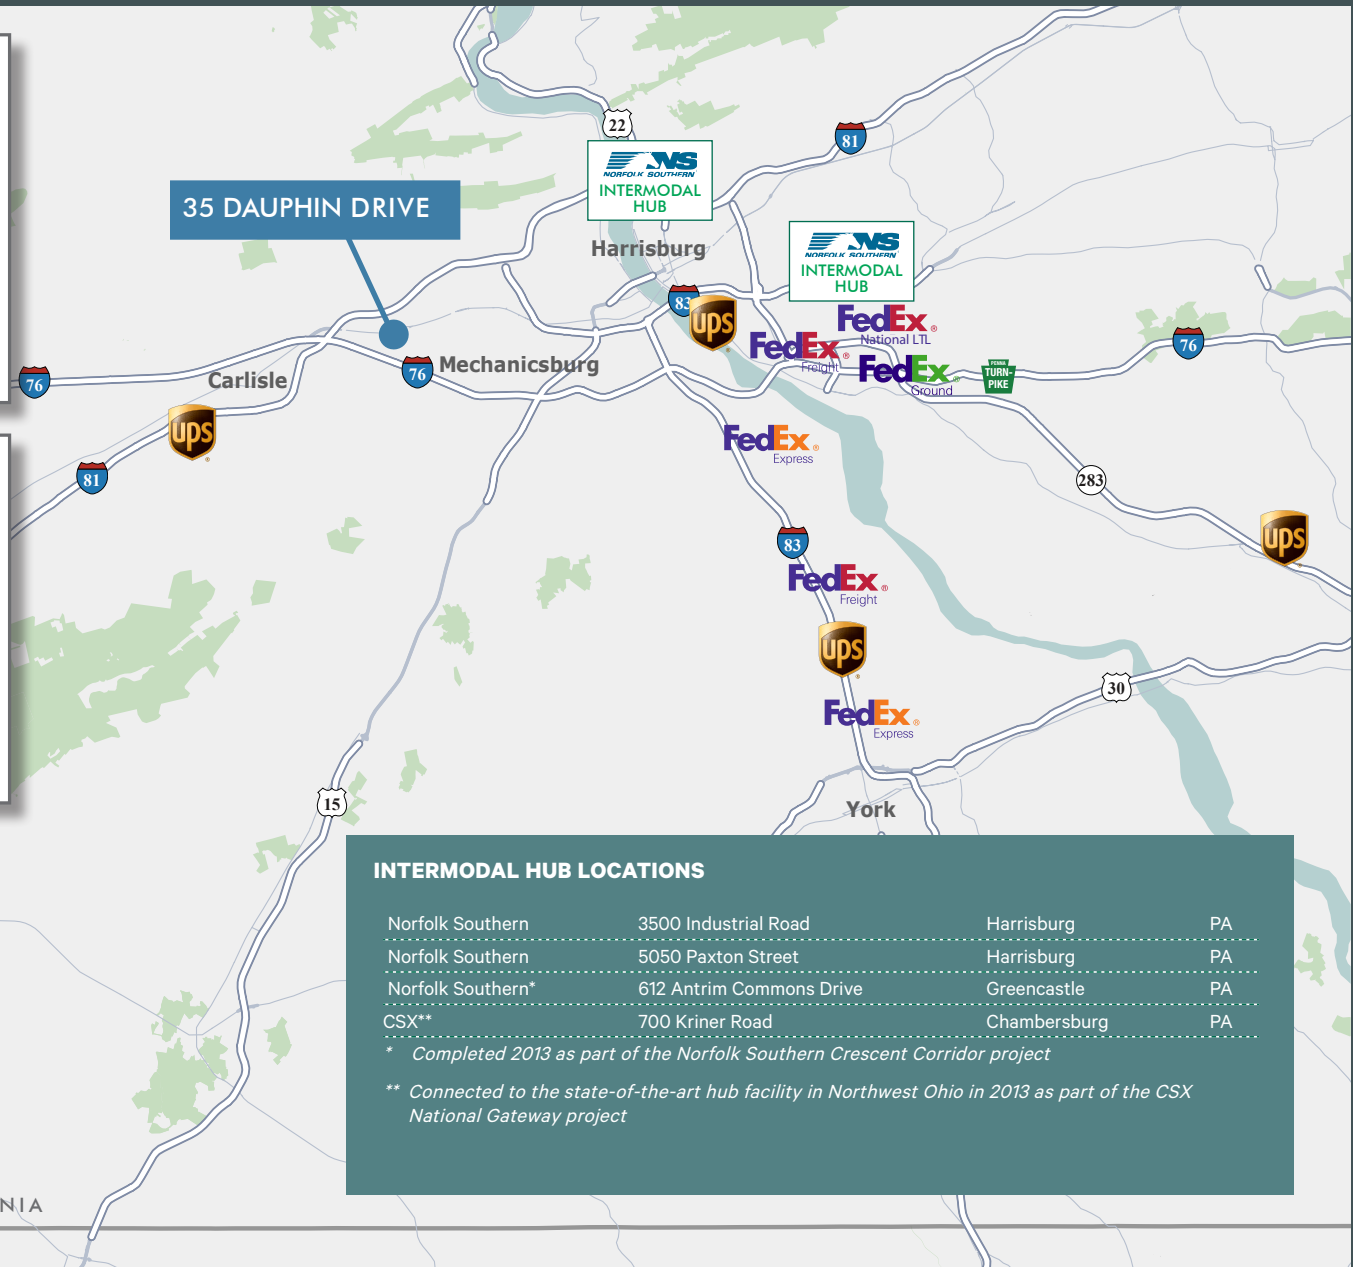 22
81
NORFOLK SOUTHERN
INTERMODAL
HUB
35 DAUPHIN DRIVE
Harrisburg
NORFOLK SOUTHERN
INTERMODAL
HUB
83
ups
FedEx®
National LTL
FedEx®
Freight
FedEx®
Ground
PENNA
TURN-
PIKE
76
76
76
Mechanicsburg
Carlisle
ups
81
FedEx®
Express
283
ups
83
FedEx®
Freight
ups
30
FedEx®
Express
York
15
INTERMODAL HUB LOCATIONS
Norfolk Southern 3500 Industrial Road Harrisburg PA
Norfolk Southern 5050 Paxton Street Harrisburg PA
Norfolk Southern* 612 Antrim Commons Drive Greencastle PA
CSX** 700 Kriner Road Chambersburg PA
* Completed 2013 as part of the Norfolk Southern Crescent Corridor project
** Connected to the state-of-the-art hub facility in Northwest Ohio in 2013 as part of the CSX
National Gateway project
NIA